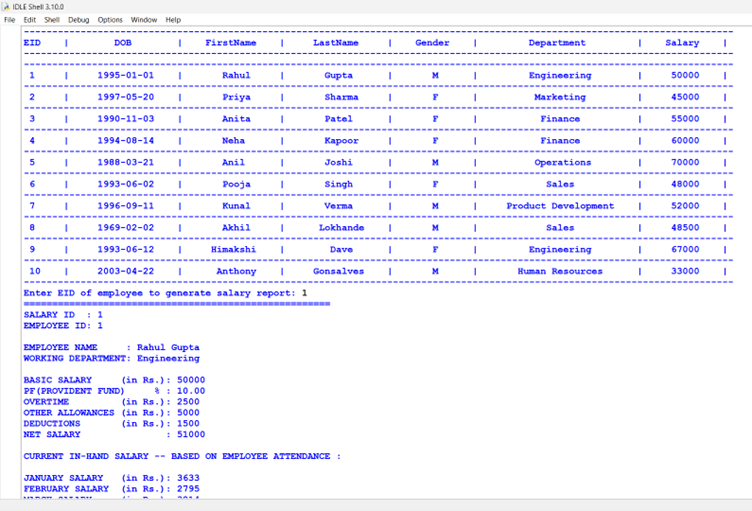 IDLE Shell 3.10.0
File Edit Shell Debug Options Window Help
EID | DOB | FirstName | LastName | Gender | Department | Salary |
1 | 1995-01-01 | Rahul | Gupta | M | Engineering | 50000 |
2 | 1997-05-20 | Priya | Sharma | F | Marketing | 45000 |
3 | 1990-11-03 | Anita | Patel | F | Finance | 55000 |
4 | 1994-08-14 | Neha | Kapoor | F | Finance | 60000 |
5 | 1988-03-21 | Anil | Joshi | M | Operations | 70000 |
6 | 1993-06-02 | Pooja | Singh | F | Sales | 48000 |
7 | 1996-09-11 | Kunal | Verma | M | Product Development | 52000 |
8 | 1969-02-02 | Akhil | Lokhande | M | Sales | 48500 |
9 | 1993-06-12 | Himakshi | Dave | F | Engineering | 67000 |
10 | 2003-04-22 | Anthony | Gonsalves | M | Human Resources | 33000 |
Enter EID of employee to generate salary report: 1
SALARY ID : 1
EMPLOYEE ID: 1
EMPLOYEE NAME : Rahul Gupta
WORKING DEPARTMENT: Engineering
BASIC SALARY (in Rs.): 50000
PF(PROVIDENT FUND) % : 10.00
OVERTIME (in Rs.): 2500
OTHER ALLOWANCES (in Rs.): 5000
DEDUCTIONS (in Rs.): 1500
NET SALARY : 51000
CURRENT IN-HAND SALARY -- BASED ON EMPLOYEE ATTENDANCE :
JANUARY SALARY (in Rs.): 3633
FEBRUARY SALARY (in Rs.): 2795